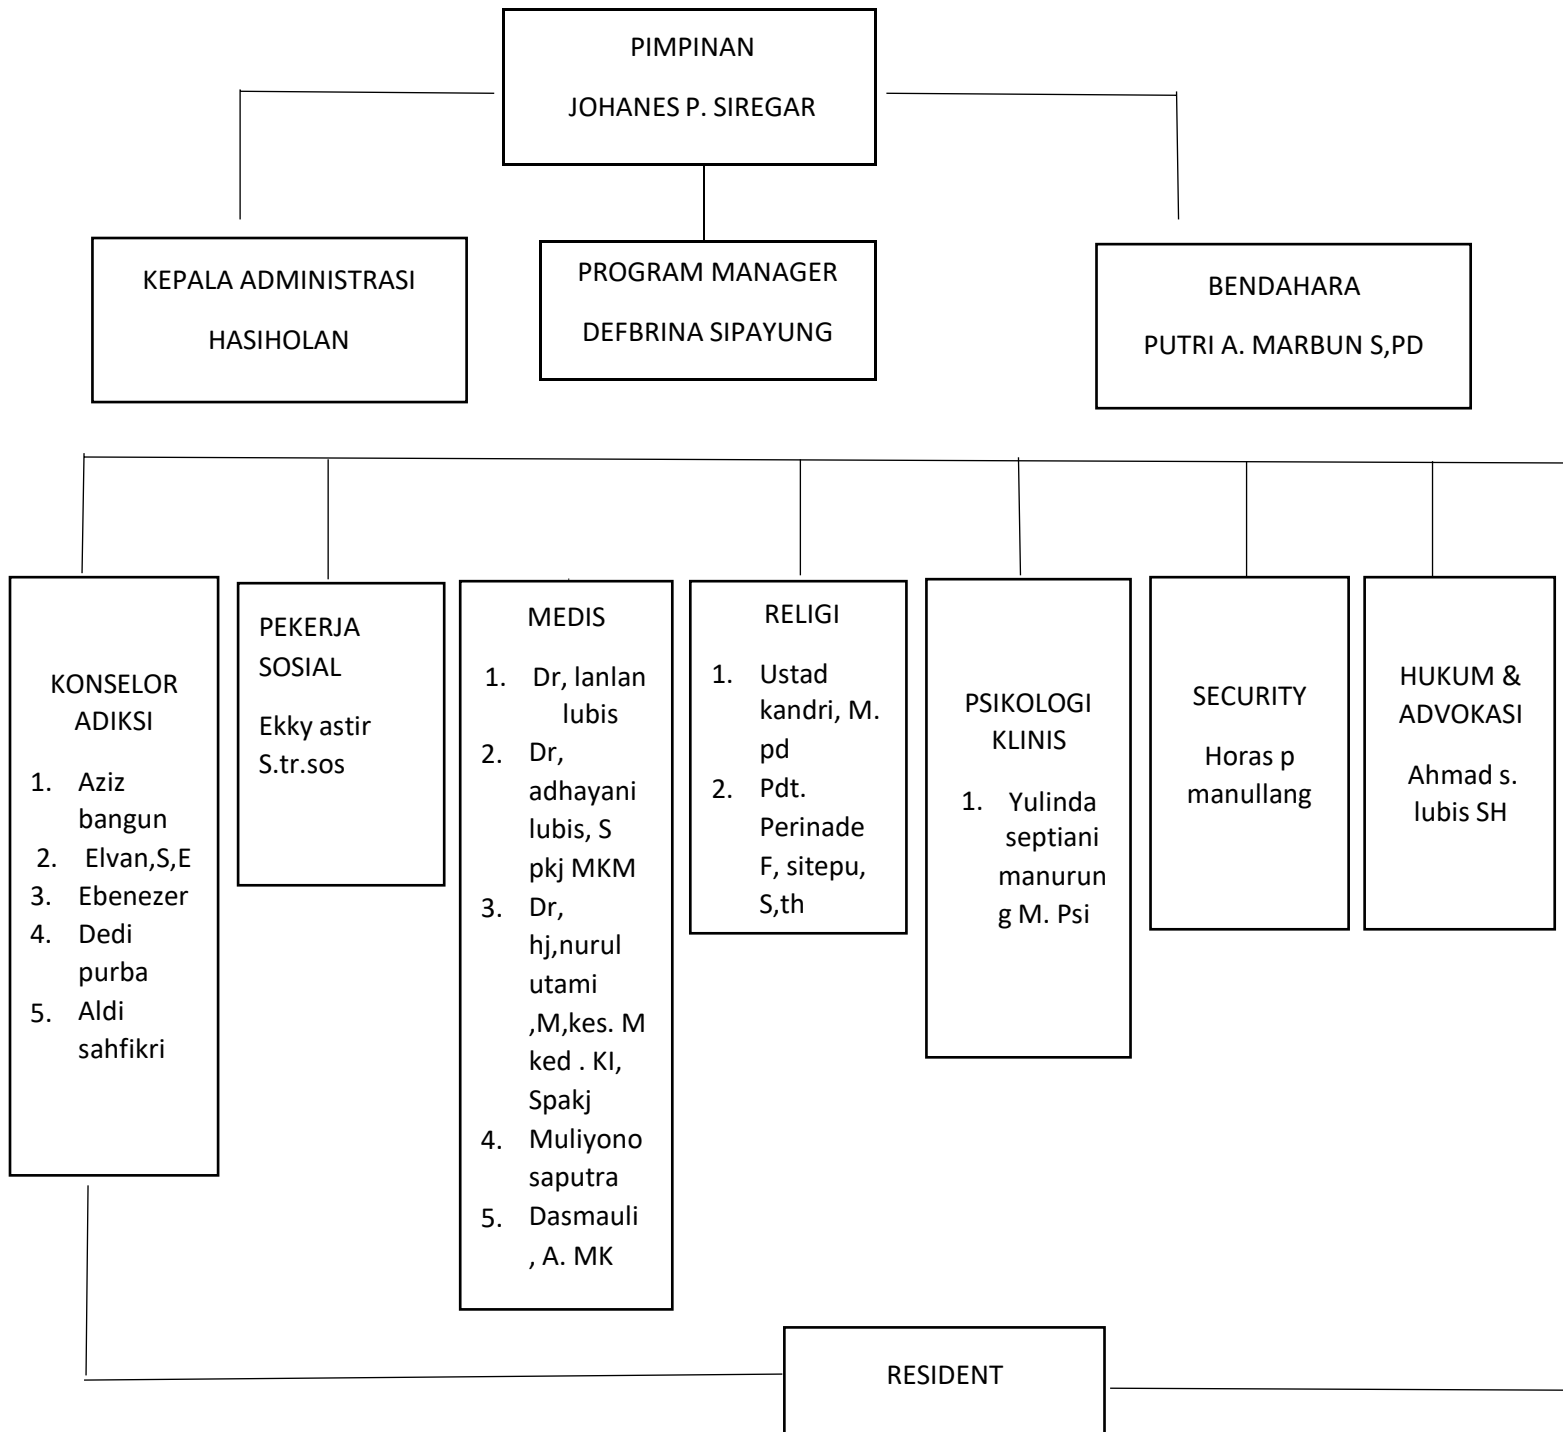 PIMPINAN
JOHANES P. SIREGAR
KEPALA ADMINISTRASI
HASIHOLAN
PROGRAM MANAGER
DEFBRINA SIPAYUNG
BENDAHARA
PUTRI A. MARBUN S,PD
KONSELOR
ADIKSI
1. Aziz
bangun
2. Elvan,S,E
3. Ebenezer
4. Dedi
purba
5. Aldi
sahfikri
PEKERJA
SOSIAL
Ekky astir
S.tr.sos
MEDIS
1. Dr, lanlan
lubis
2. Dr,
adhayani
lubis, S
pkj MKM
3. Dr,
hj,nurul
utami
,M,kes. M
ked . KI,
Spakj
4. Muliyono
saputra
5. Dasmauli
, A. MK
RELIGI
1. Ustad
kandri, M.
pd
2. Pdt.
Perinade
F, sitepu,
S,th
PSIKOLOGI
KLINIS
1. Yulinda
septiani
manurun
g M. Psi
SECURITY
Horas p
manullang
HUKUM &
ADVOKASI
Ahmad s.
lubis SH
RESIDENT